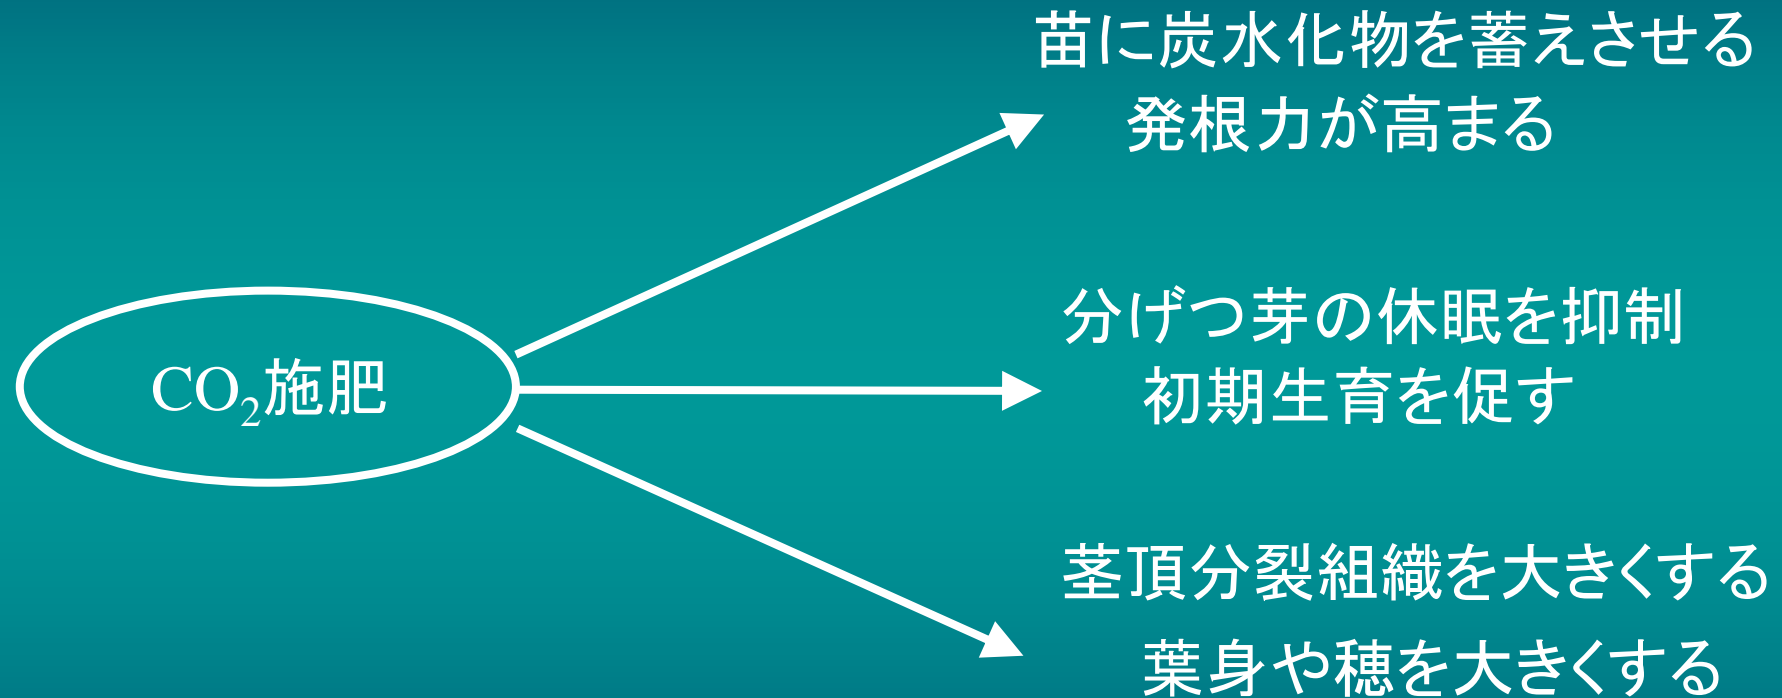 苗に炭水化物を蓄えさせる
発根力が高まる
分げつ芽の休眠を抑制
初期生育を促す
CO₂施肥
茎頂分裂組織を大きくする
葉身や穂を大きくする